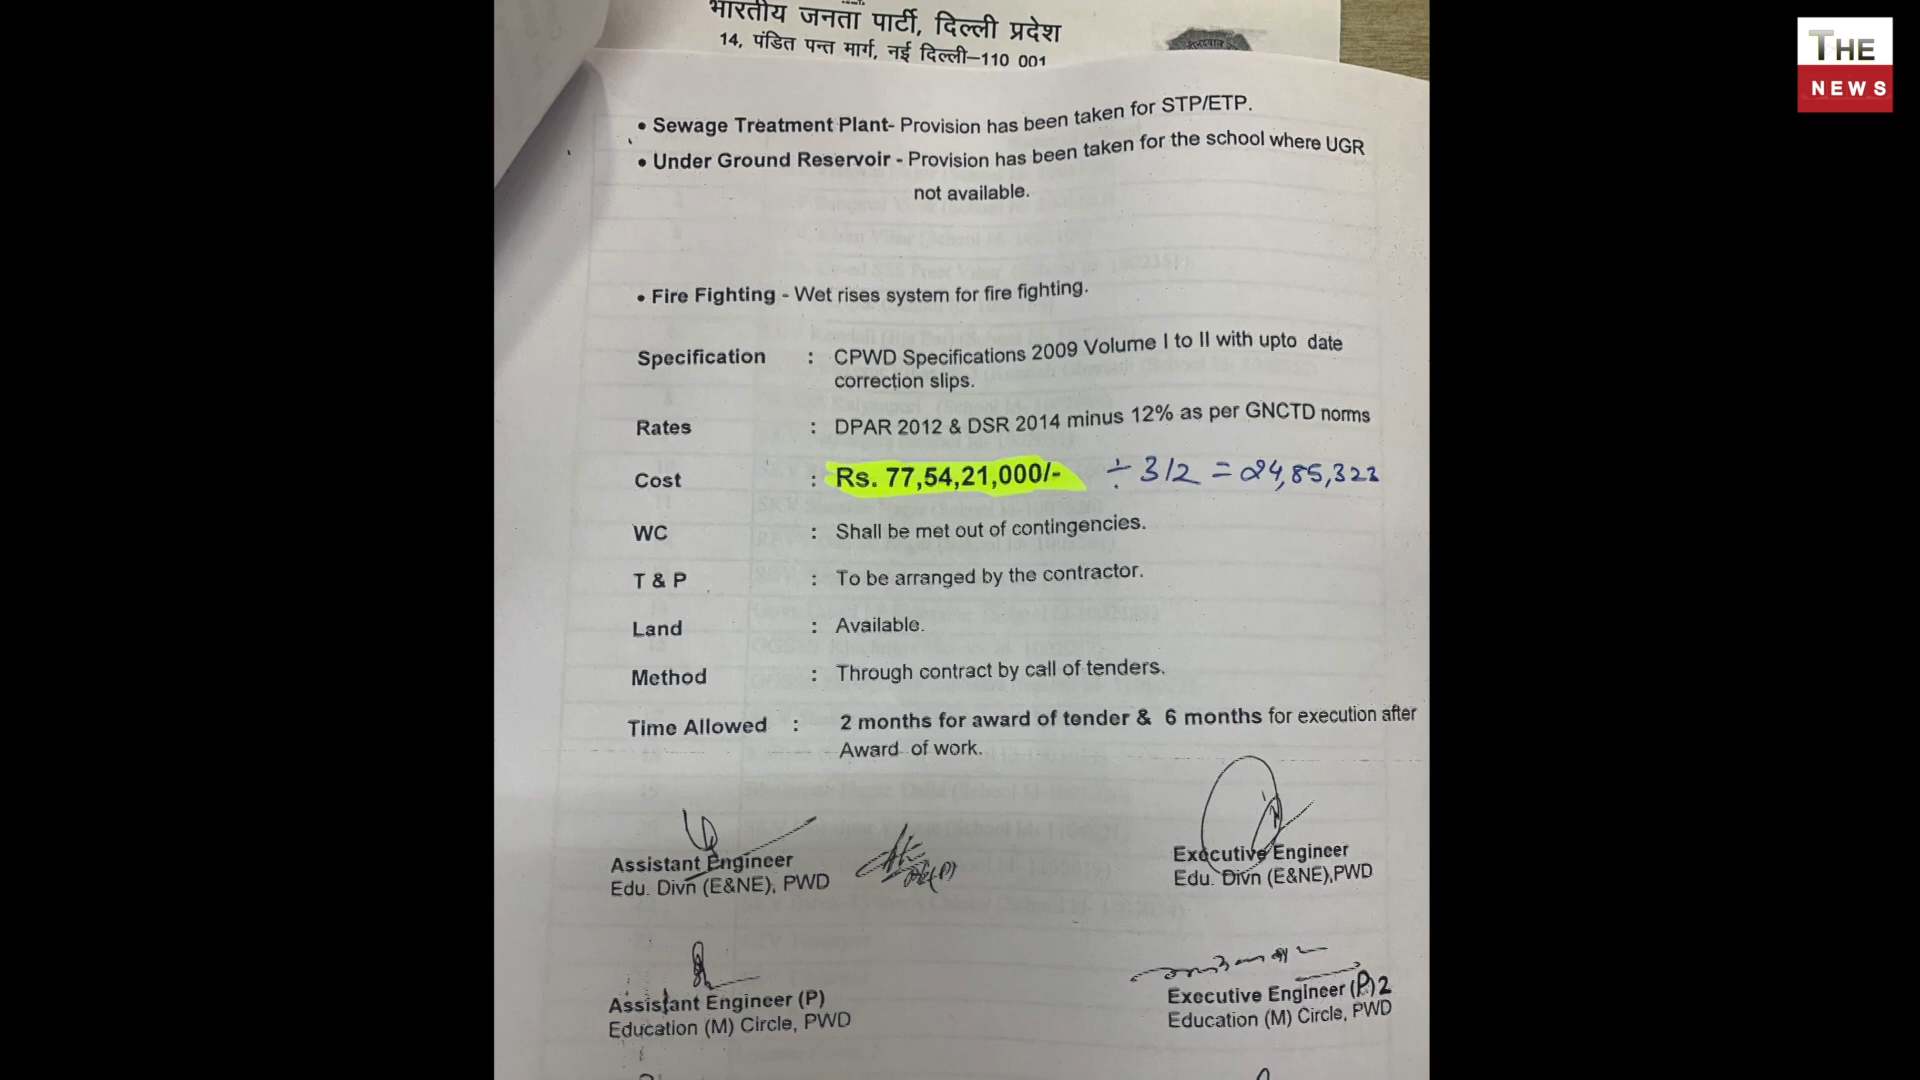 भारतीय जनता पार्टी, दिल्ली प्रदेश
14, पंडित पन्त मार्ग, नई दिल्ली–110 001
THE
NEWS
• Sewage Treatment Plant- Provision has been taken for STP/ETP.
• Under Ground Reservoir - Provision has been taken for the school where UGR
not available.
• Fire Fighting - Wet rises system for fire fighting.
Specification : CPWD Specifications 2009 Volume I to II with upto date
correction slips.
Rates : DPAR 2012 & DSR 2014 minus 12% as per GNCTD norms
Cost : Rs. 77,54,21,000/- ÷ 312 = 24,85,323
WC : Shall be met out of contingencies.
T & P : To be arranged by the contractor.
Land : Available.
Method : Through contract by call of tenders.
Time Allowed : 2 months for award of tender & 6 months for execution after
Award of work.
Assistant Engineer
Edu. Divn (E&NE), PWD
Executive Engineer
Edu. Divn (E&NE),PWD
Assistant Engineer (P)
Education (M) Circle, PWD
Executive Engineer (P)2
Education (M) Circle, PWD